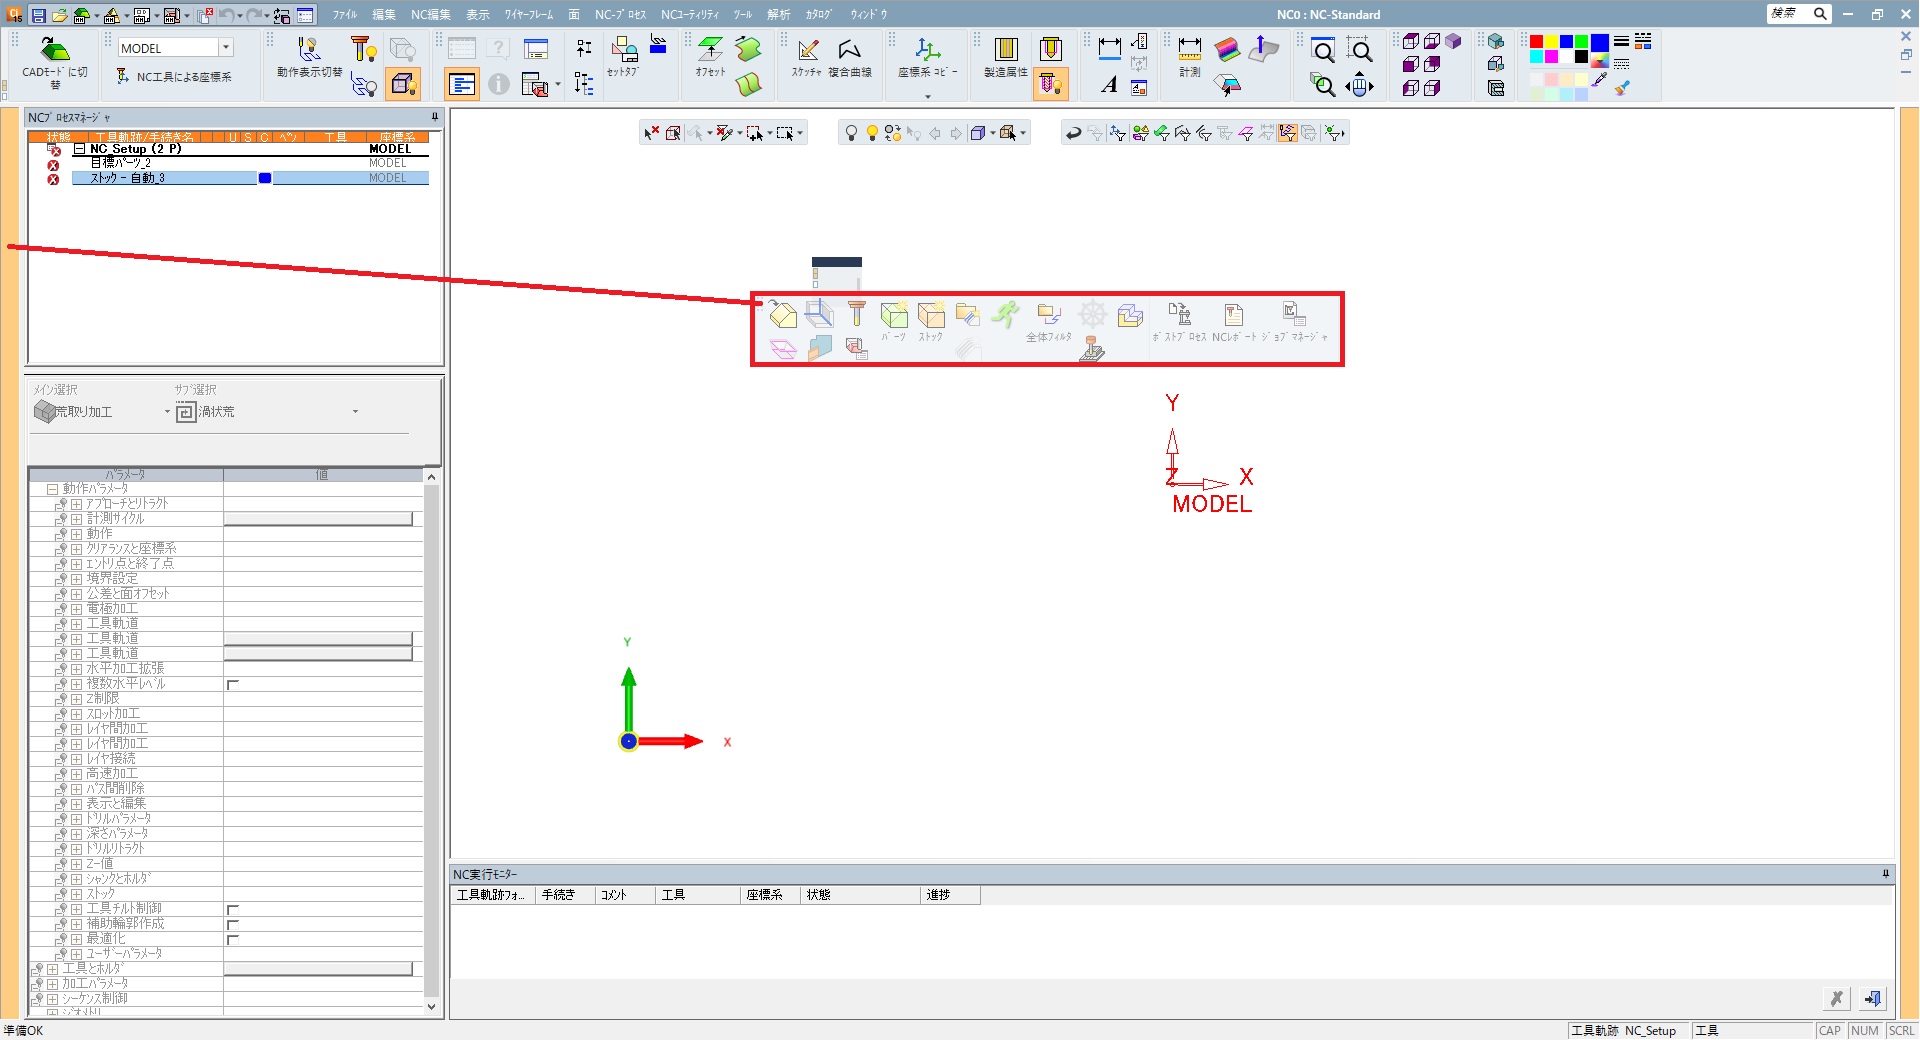 ファイル 編集 NC編集 表示 ワイヤーフレーム 面 NC-プロセス NCユーティリティ ツール 解析 カタログ ウィンドウ
NC0 : NC-Standard
検索
CADモードに切替
MODEL
NC工具による座標系
動作表示切替
セットタブ
オフセット
スケッチャ
複合曲線
座標系 コピー
製造属性
A
計測
NCプロセスマネージャ
状態 工具軌跡/手続き名 U S C ペン 工具 座標系
NC_Setup (2 P) MODEL
目標パーツ_2 MODEL
ストック - 自動_3 MODEL
パーツ ストック 全体フィルタ ポストプロセス NCレポート ジョブマネージャ
メイン選択 サブ選択
荒取り加工 渦状荒
パラメータ 値
動作パラメータ
アプローチとリトラクト
計測サイクル
動作
クリアランスと座標系
エントリ点と終了点
境界設定
公差と面オフセット
電極加工
工具軌道
工具軌道
工具軌道
水平加工拡張
複数水平レベル
Z制限
スロット加工
レイヤ間加工
レイヤ間加工
レイヤ接続
高速加工
パス間削除
表示と編集
ドリルパラメータ
深さパラメータ
ドリルリトラクト
Z-値
シャンクとホルダ
ストック
工具チルト制御
補助輪郭作成
最適化
ユーザーパラメータ
工具とホルダ
加工パラメータ
シーケンス制御
ジオメトリ
Y
Z X
MODEL
Y
X
NC実行モニター
工具軌跡フォ... 手続き コメント 工具 座標系 状態 進捗
準備OK
工具軌跡 NC_Setup 工具 CAP NUM SCRL